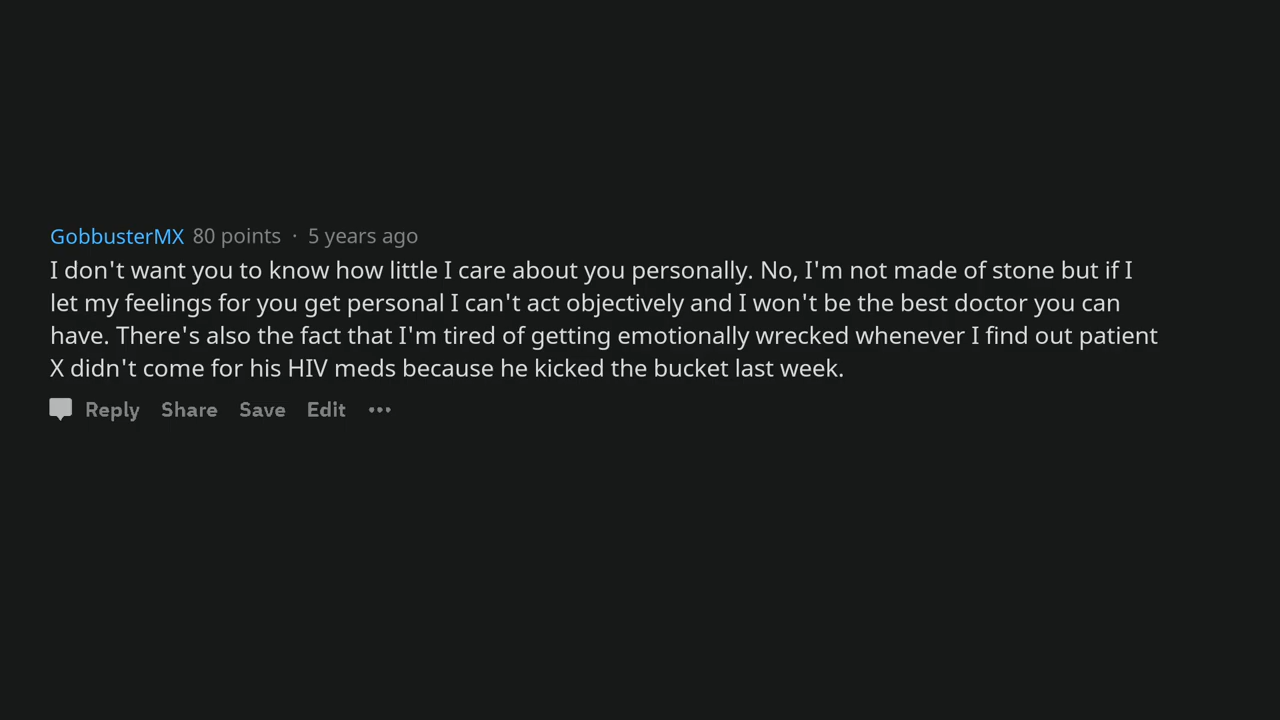 GobbusterMX 80 points · 5 years ago
I don't want you to know how little I care about you personally. No, I'm not made of stone but if I
let my feelings for you get personal I can't act objectively and I won't be the best doctor you can
have. There's also the fact that I'm tired of getting emotionally wrecked whenever I find out patient
X didn't come for his HIV meds because he kicked the bucket last week.
Reply Share Save Edit •••